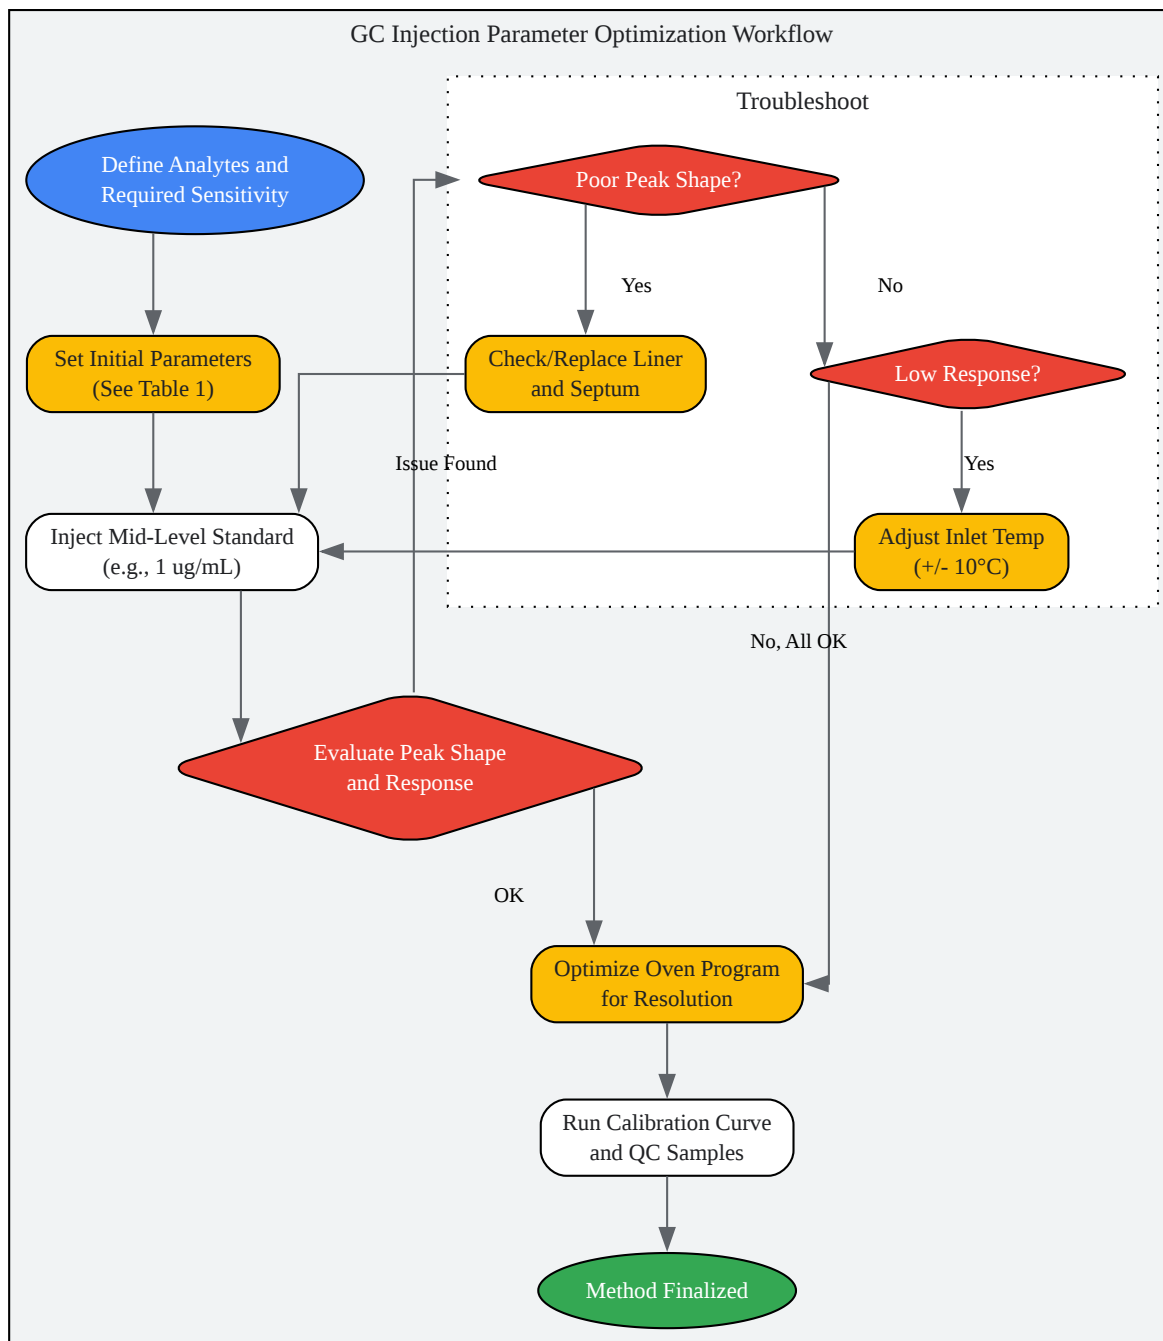 GC Injection Parameter Optimization Workflow
Troubleshoot
Define Analytes and
Required Sensitivity
Poor Peak Shape?
Yes
No
Set Initial Parameters
(See Table 1)
Check/Replace Liner
and Septum
Low Response?
Issue Found
Yes
Inject Mid-Level Standard
(e.g., 1 ug/mL)
Adjust Inlet Temp
(+/- 10°C)
No, All OK
Evaluate Peak Shape
and Response
OK
Optimize Oven Program
for Resolution
Run Calibration Curve
and QC Samples
Method Finalized